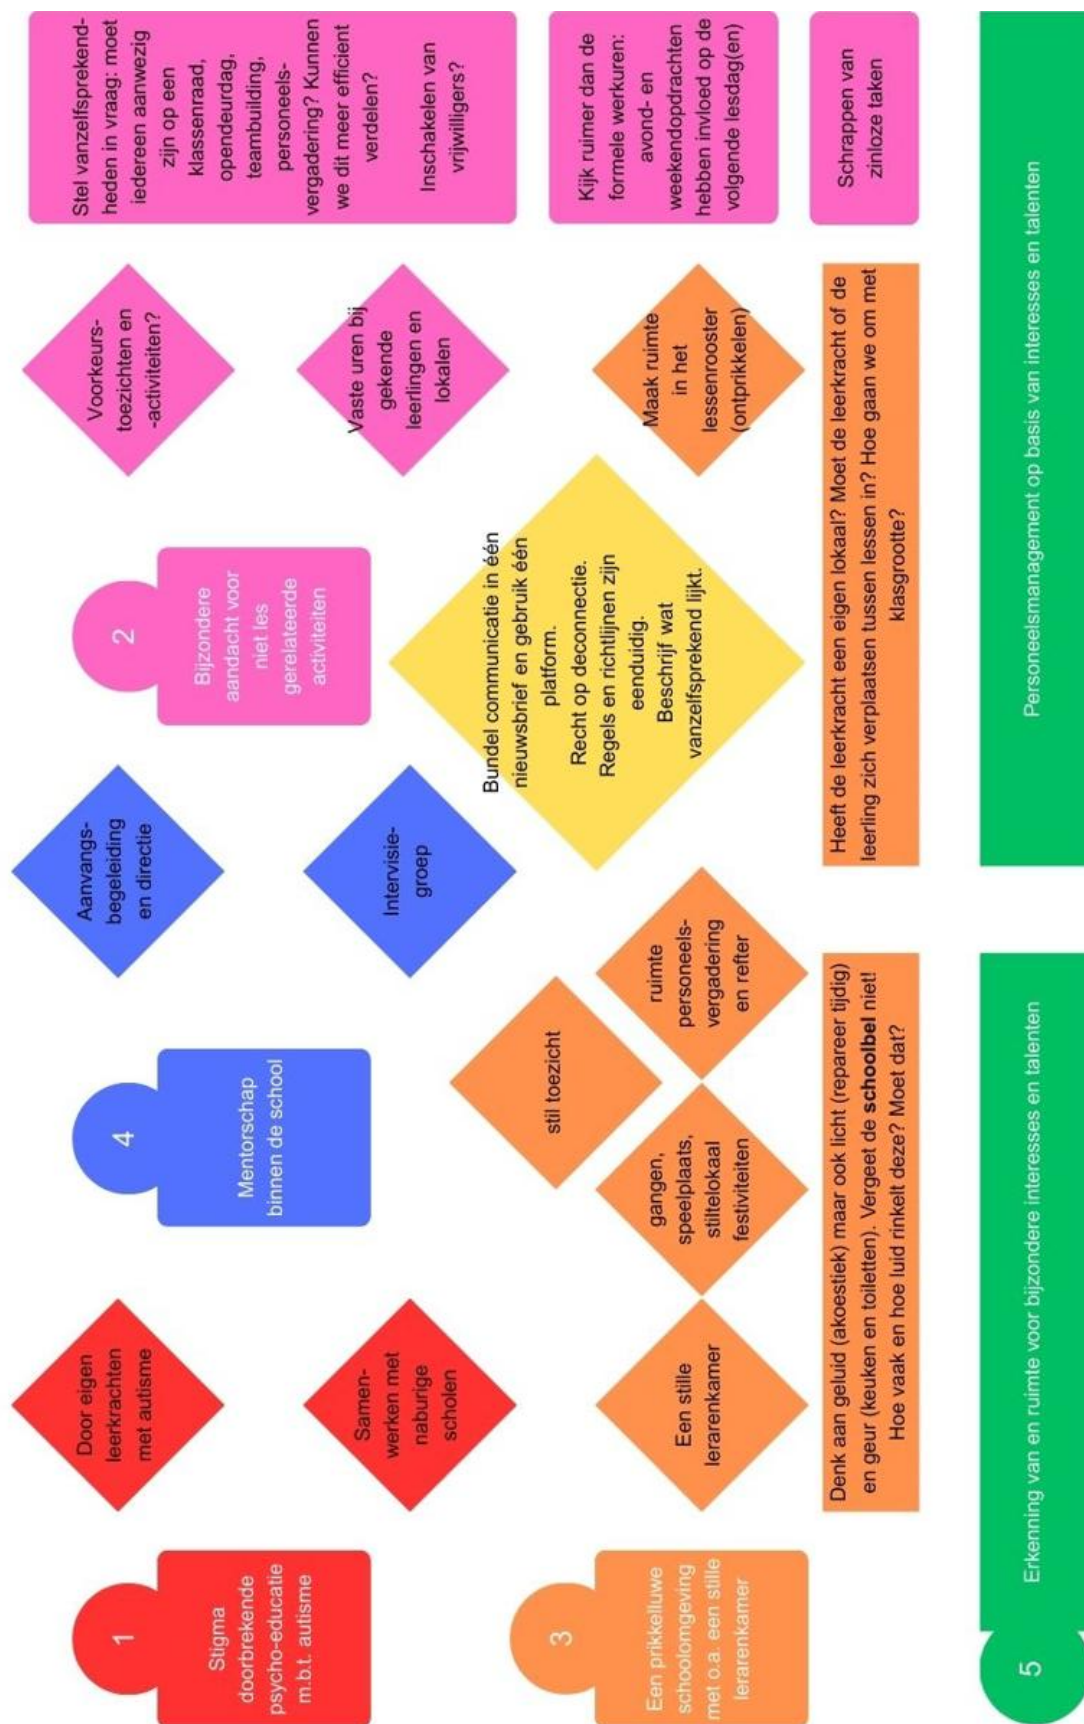 1
Stigma
doorbrekende
psycho-educatie
m.b.t. autisme
Door eigen
leerkrachten
met autisme
Samen-
werken met
naburige
scholen
4
Mentorschap
binnen de school
Aanvangs-
begeleiding
en directie
Intervisie-
groep
2
Bijzondere
aandacht voor
niet les
gerelateerde
activiteiten
Voorkeurs-
toezichten en
-activiteiten?
Vaste uren bij
gekende
leerlingen en
lokalen
Stel vanzelfsprekend-
heden in vraag: moet
iedereen aanwezig
zijn op een
klassenraad,
opendeurdag,
teambuilding,
personeels-
vergadering? Kunnen
we dit meer efficient
verdelen?
Inschakelen van
vrijwilligers?
Kijk ruimer dan de
formele werkuren:
avond- en
weekendopdrachten
hebben invloed op de
volgende lesdag(en)
Schrappen van
zinloze taken
3
Een prikkelluwe
schoolomgeving
met o.a. een stille
lerarenkamer
Een stille
lerarenkamer
gangen,
speelplaats,
stiltelokaal
festiviteiten
stil toezicht
ruimte
personeels-
vergadering
en refter
Bundel communicatie in één
nieuwsbrief en gebruik één
platform.
Recht op deconnectie.
Regels en richtlijnen zijn
eenduidig.
Beschrijf wat
vanzelfsprekend lijkt.
Maak ruimte
in het
lessenrooster
(ontprikkelen)
Denk aan geluid (akoestiek) maar ook licht (repareer tijdig)
en geur (keuken en toiletten). Vergeet de schoolbel niet!
Hoe vaak en hoe luid rinkelt deze? Moet dat?
Heeft de leerkracht een eigen lokaal? Moet de leerkracht of de
leerling zich verplaatsen tussen lessen in? Hoe gaan we om met
klasgrootte?
5
Erkenning van en ruimte voor bijzondere interesses en talenten
Personeelsmanagement op basis van interesses en talenten